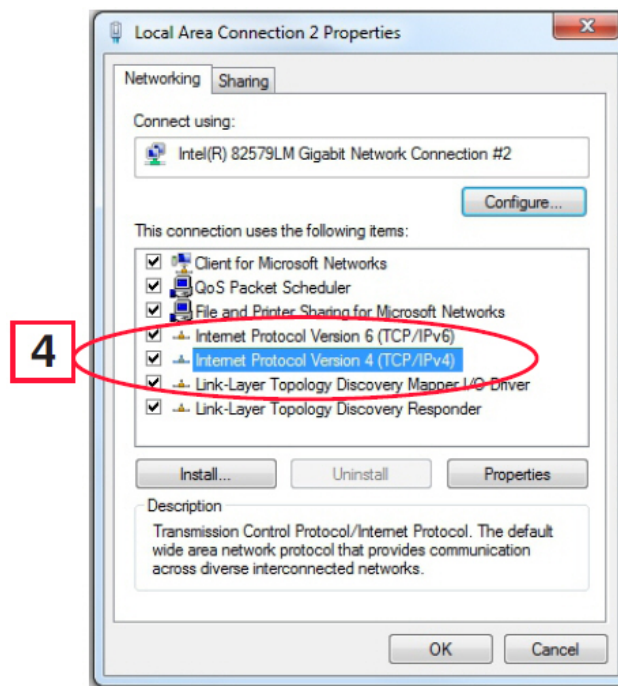 Local Area Connection 2 Properties
Networking
Sharing
Connect using:
Intel(R) 82579LM Gigabit Network Connection #2
Configure...
This connection uses the following items:
Client for Microsoft Networks
QoS Packet Scheduler
File and Printer Sharing for Microsoft Networks
Internet Protocol Version 6 (TCP/IPv6)
4
Internet Protocol Version 4 (TCP/IPv4)
Link-Layer Topology Discovery Mapper I/O Driver
Link-Layer Topology Discovery Responder
Install...
Uninstall
Properties
Description
Transmission Control Protocol/Internet Protocol. The default
wide area network protocol that provides communication
across diverse interconnected networks.
OK
Cancel